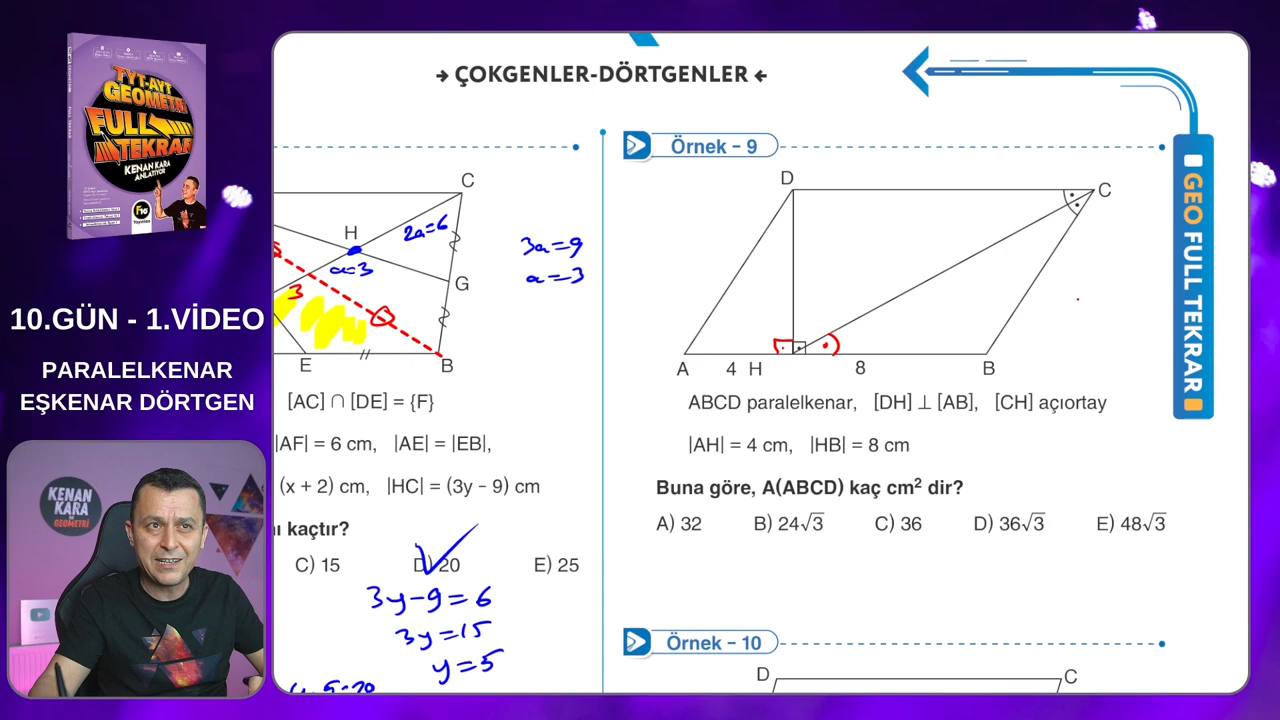 TYT-AYT
GEOMETRİ
FULL
TEKRAR
KENAN KARA
ANLATIYOR
10.GÜN - 1.VİDEO
PARALELKENAR
EŞKENAR DÖRTGEN
KENAN
KARA
ile
GEOMETRİ
ÇOKGENLER-DÖRTGENLER
C
H
2a=6
a=3
3
G
E
B
3a=9
a=3
[AC] ∩ [DE] = {F}
|AF| = 6 cm, |AE| = |EB|,
(x + 2) cm, |HC| = (3y – 9) cm
kaçtır?
C) 15 D) 20 E) 25
3y-9=6
3y=15
y=5
Örnek – 9
D
C
A 4 H 8 B
ABCD paralelkenar, [DH] ⊥ [AB], [CH] açıortay
|AH| = 4 cm, |HB| = 8 cm
Buna göre, A(ABCD) kaç cm² dir?
A) 32 B) 24√3 C) 36 D) 36√3 E) 48√3
Örnek – 10
D C
GEO FULL TEKRAR